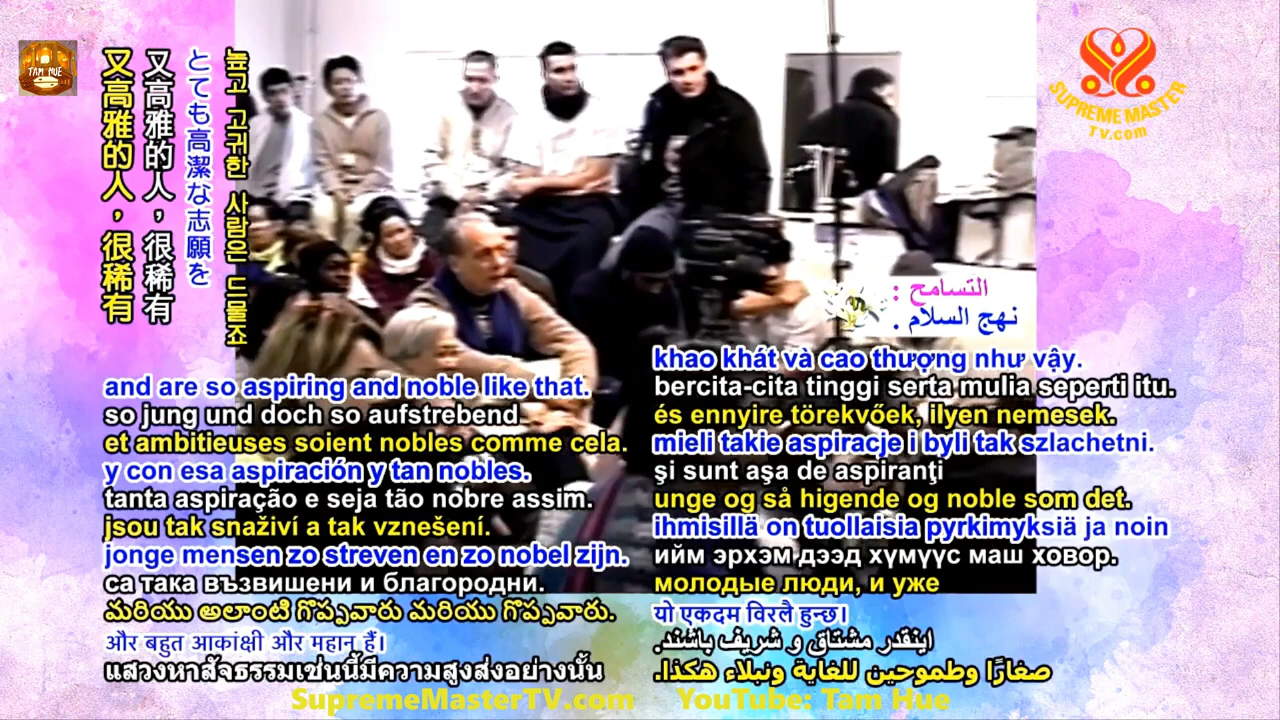 TAM HUE
又高雅的人，很稀有
又高雅的人，很稀有
とても高潔な志願を
높고 고귀한 사람은 드물죠
SUPREME MASTER
TV.com
التسامح :
نهج السلام .
and are so aspiring and noble like that.
so jung und doch so aufstrebend
et ambitieuses soient nobles comme cela.
y con esa aspiración y tan nobles.
tanta aspiração e seja tão nobre assim.
jsou tak snaživí a tak vznešení.
jonge mensen zo streven en zo nobel zijn.
са така възвишени и благородни.
మరియు అలాంటి గొప్పవారు మరియు గొప్పవారు.
और बहुत आकांक्षी और महान हैं।
แสวงหาสัจธรรมเช่นนี้มีความสูงส่งอย่างนั้น
khao khát và cao thượng như vậy.
bercita-cita tinggi serta mulia seperti itu.
és ennyire törekvőek, ilyen nemesek.
mieli takie aspiracje i byli tak szlachetni.
şi sunt aşa de aspiranţi
unge og så higende og noble som det.
ihmisillä on tuollaisia pyrkimyksiä ja noin
ийм эрхэм дээд хүмүүс маш ховор.
молодые люди, и уже
यो एकदम विरलै हुन्छ।
اینقدر مشتاق و شریف باشند.
صغارًا وطموحين للغاية ونبلاء هكذا.
SupremeMasterTV.com
YouTube: Tam Hue